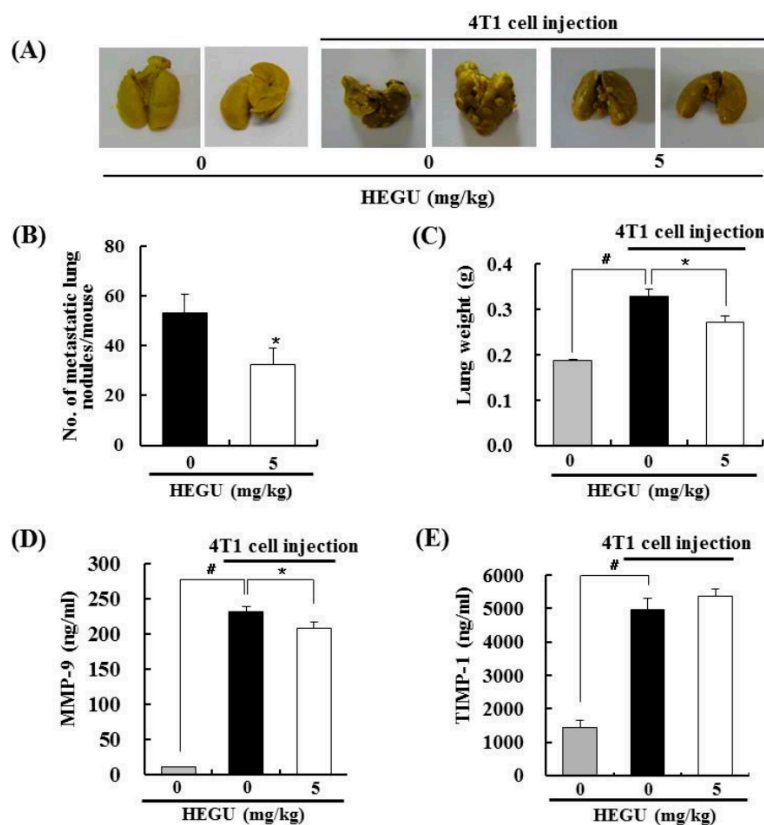 4T1 cell injection
(A)
0 0 5
HEGU (mg/kg)
(B)
No. of metastatic lung
nodules/mouse
80
60
40
20
0
*
0 5
HEGU (mg/kg)
(C)
4T1 cell injection
# *
Lung weight (g)
0.4
0.3
0.2
0.1
0.0
0 0 5
HEGU (mg/kg)
(D)
4T1 cell injection
# *
MMP-9 (ng/ml)
300
250
200
150
100
50
0
0 0 5
HEGU (mg/kg)
(E)
4T1 cell injection
#
TIMP-1 (ng/ml)
6000
5000
4000
3000
2000
1000
0
0 0 5
HEGU (mg/kg)